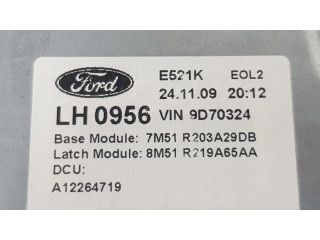 Ford E521K EOL2
24.11.09 20:12
LH 0956 VIN 9D70324
Base Module: 7M51 R203A29DB
Latch Module: 8M51 R219A65AA
DCU:
A12264719